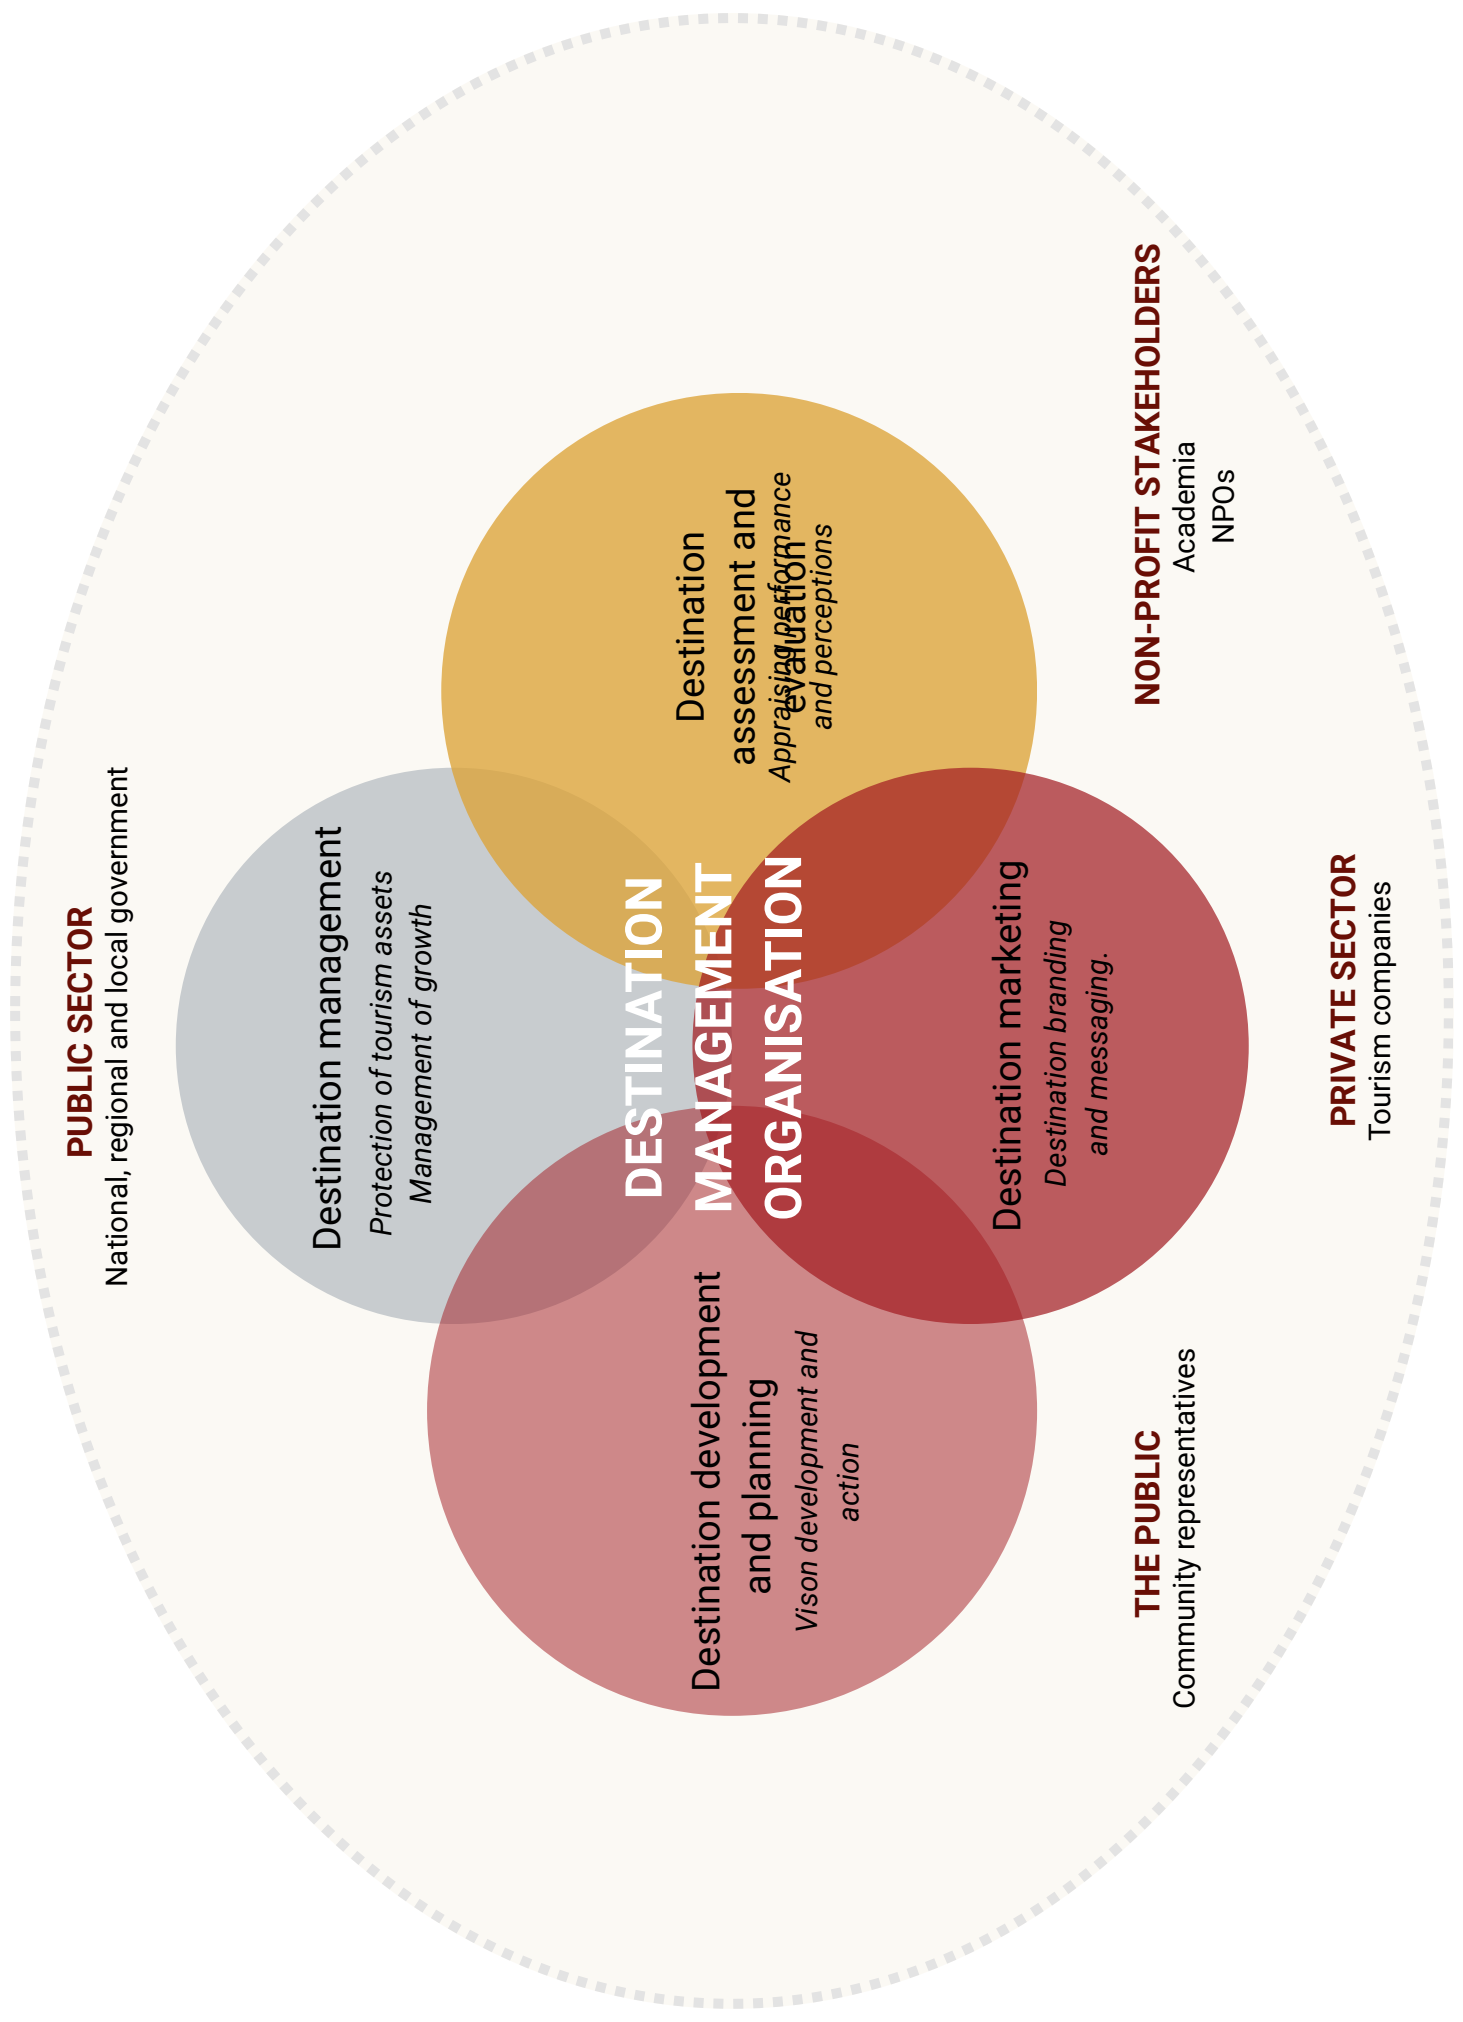 PUBLIC SECTOR
National, regional and local government
Destination management
Protection of tourism assets
Management of growth
DESTINATION
MANAGEMENT
ORGANISATION
Destination development
and planning
Vison development and
action
Destination
assessment and
evaluation
Appraising performance
and perceptions
Destination marketing
Destination branding
and messaging.
THE PUBLIC
Community representatives
NON-PROFIT STAKEHOLDERS
Academia
NPOs
PRIVATE SECTOR
Tourism companies